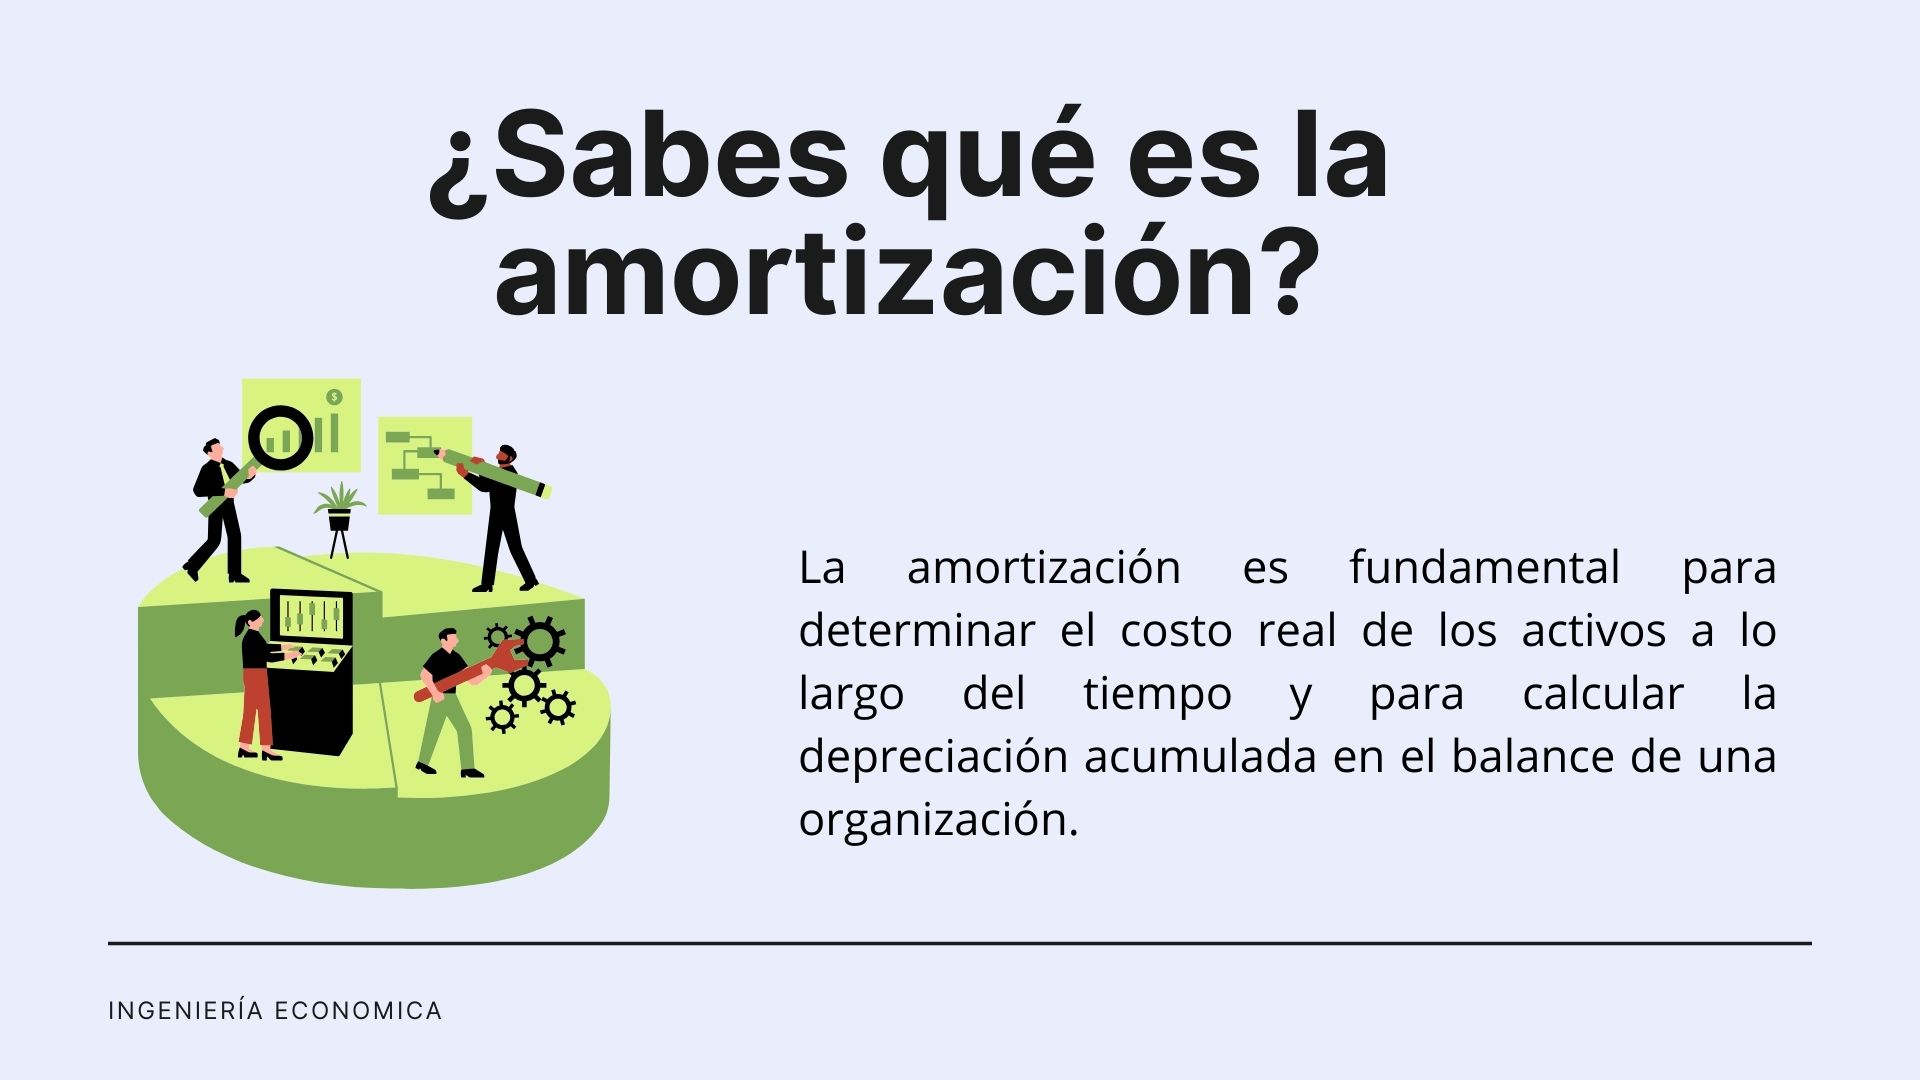 ¿Sabes qué es la
amortización?
$
La amortización es fundamental para
determinar el costo real de los activos a lo
largo del tiempo y para calcular la
depreciación acumulada en el balance de una
organización.
INGENIERÍA ECONOMICA